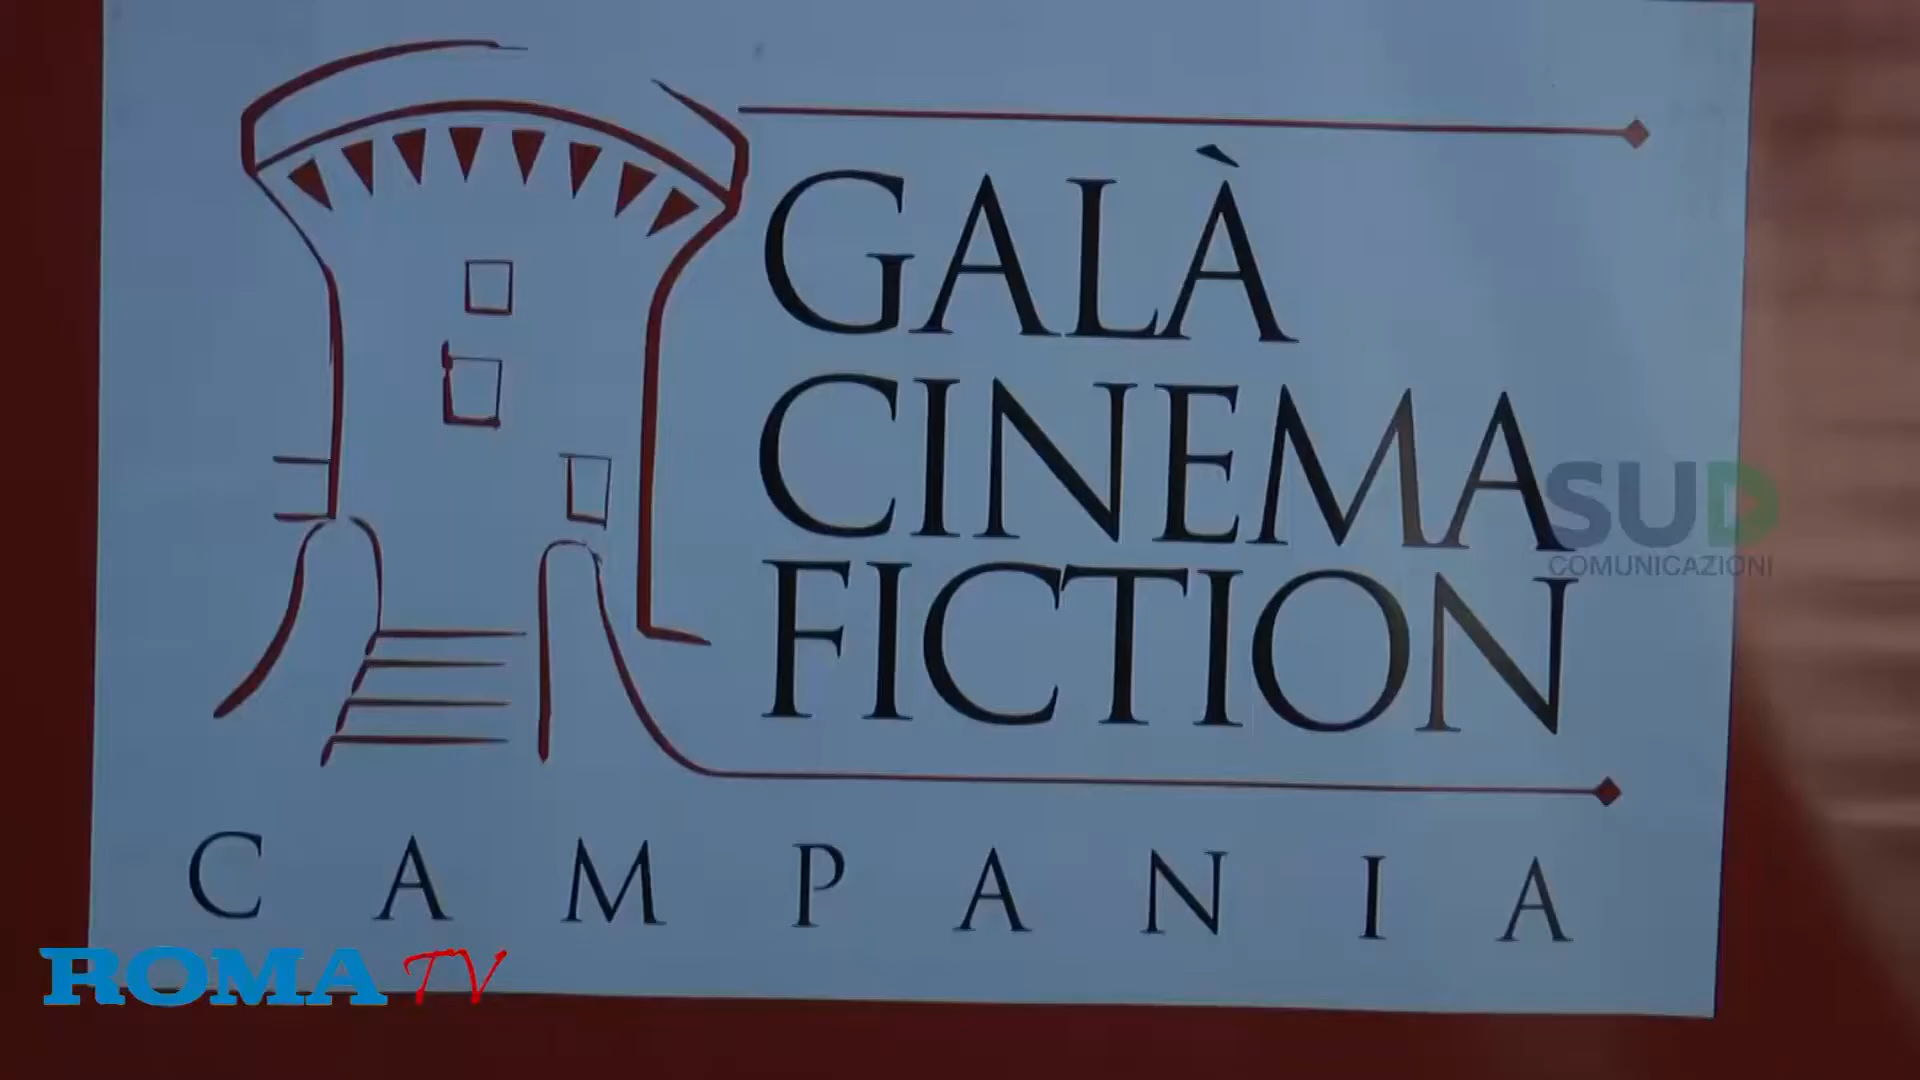 GALÀ
CINEMA
FICTION
CAMPANIA
SUD
COMUNICAZIONI
ROMA TV